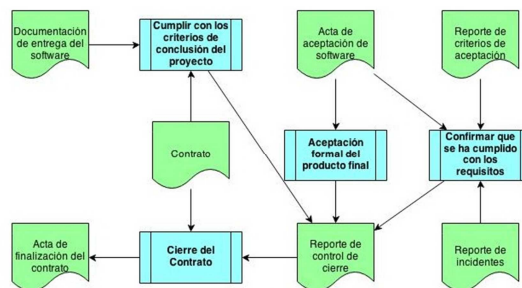 Documentación
de entrega del
software
Cumplir con los
criterios de
conclusión del
proyecto
Acta de
aceptación de
software
Reporte de
criterios de
aceptación
Contrato
Aceptación
formal del
producto final
Confirmar que
se ha cumplido
con los
requisitos
Acta de
finalización del
contrato
Cierre del
Contrato
Reporte de
control de
cierre
Reporte de
incidentes